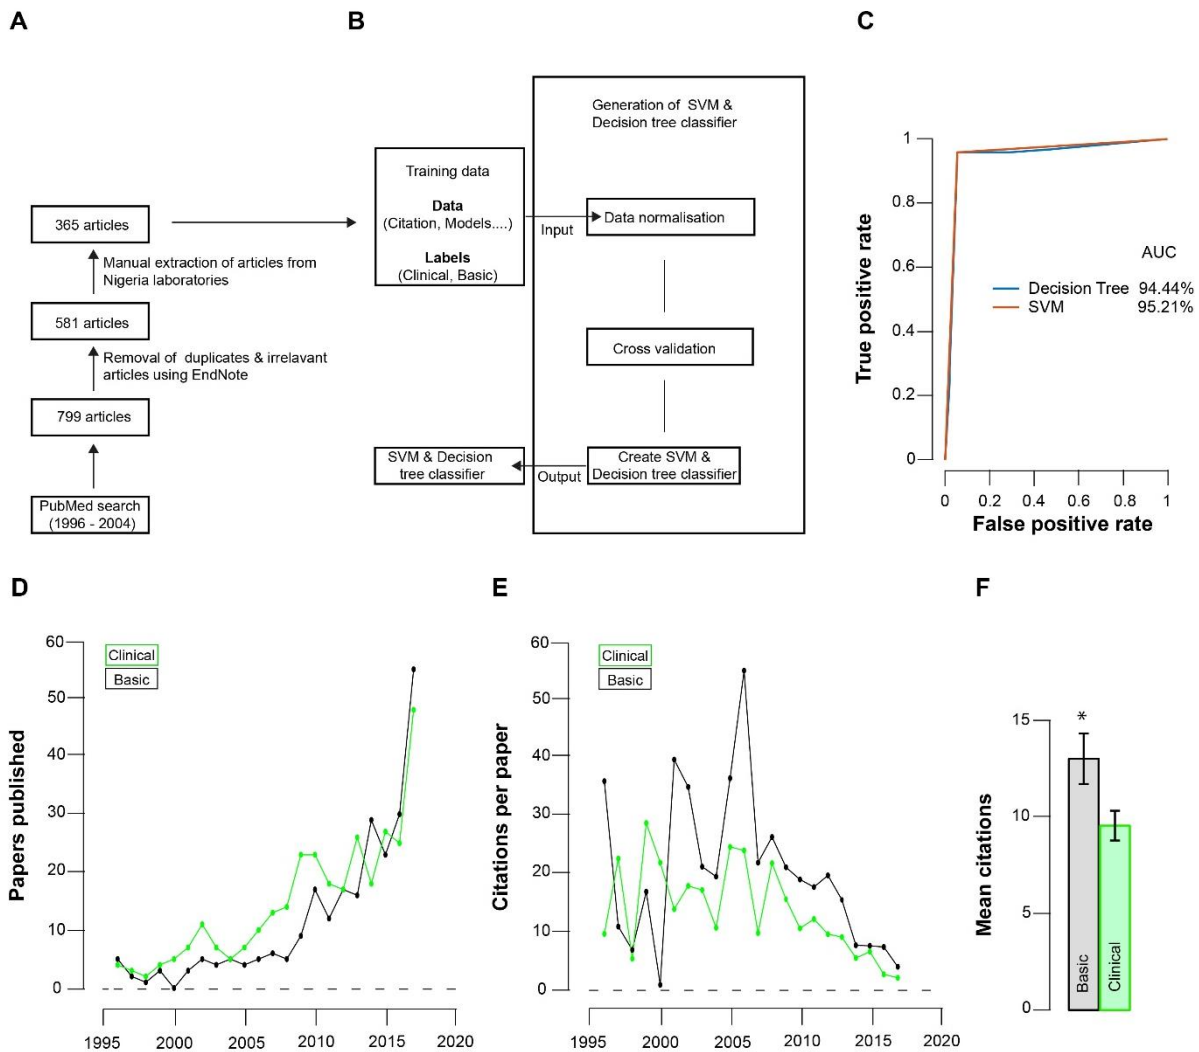 A
365 articles
Manual extraction of articles from
Nigeria laboratories
581 articles
Removal of  duplicates & irrelavant
articles using EndNote
799 articles
PubMed search
(1996 - 2004)
B
Generation of  SVM &
Decision tree classifier
Training data
Data
(Citation, Models....)
Labels
(Clinical, Basic)
Input
Data normalisation
Cross validation
Create SVM &
Decision tree classifier
Output
SVM & Decision
tree classifier
C
True positive rate
1
0.8
0.6
0.4
0.2
0
AUC
Decision Tree 94.44%
SVM 95.21%
0 0.2 0.4 0.6 0.8 1
False positive rate
D
Papers published
60
50
40
30
20
10
0
Clinical
Basic
1995 2000 2005 2010 2015 2020
E
Citations per paper
60
50
40
30
20
10
0
Clinical
Basic
1995 2000 2005 2010 2015 2020
F
Mean citations
15
10
5
0
*
Basic
Clinical